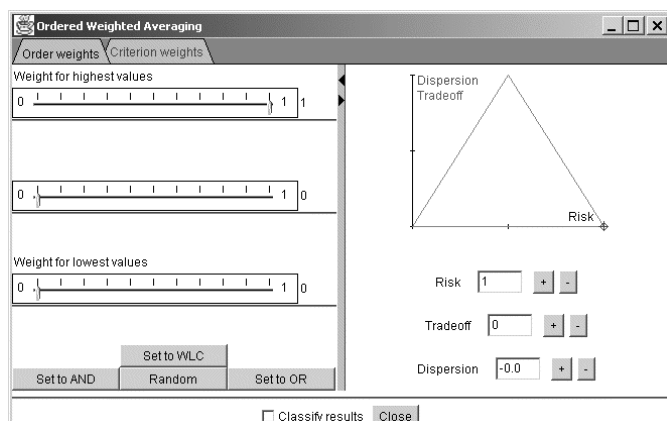 Ordered Weighted Averaging
Order weights
Criterion weights
Weight for highest values
0 1 1
0 1 0
Weight for lowest values
0 1 0
Set to WLC
Set to AND
Random
Set to OR
Dispersion
Tradeoff
Risk
Risk 1 + -
Tradeoff 0 + -
Dispersion -0.0 + -
Classify results
Close